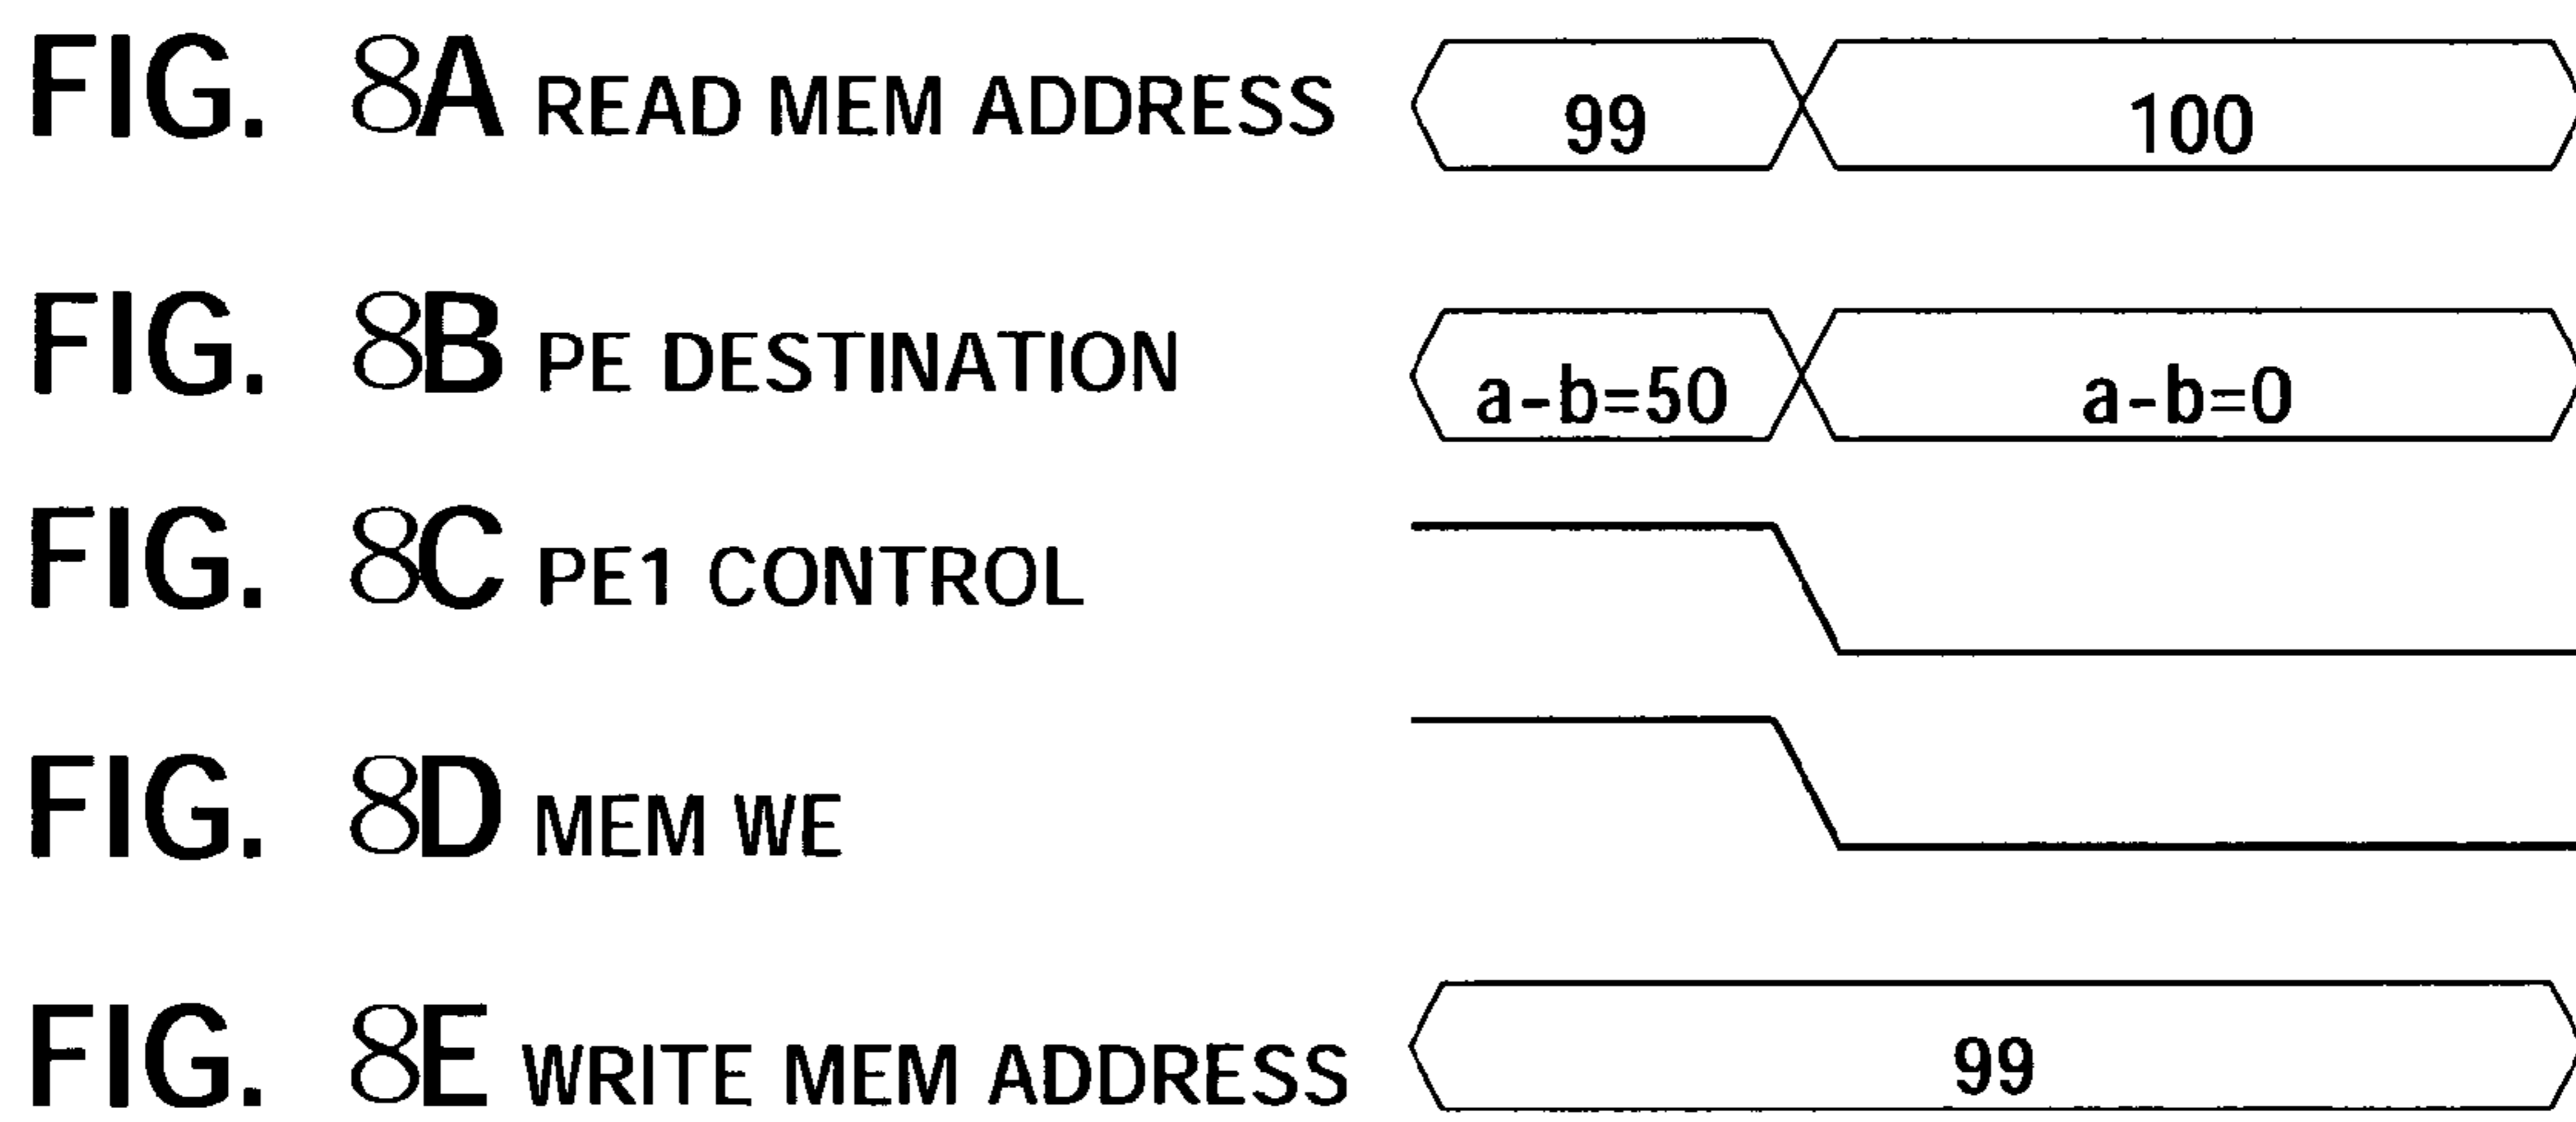 FIG. 8A READ MEM ADDRESS 99 100
FIG. 8B PE DESTINATION a-b=50 a-b=0
FIG. 8C PE1 CONTROL
FIG. 8D MEM WE
FIG. 8E WRITE MEM ADDRESS 99